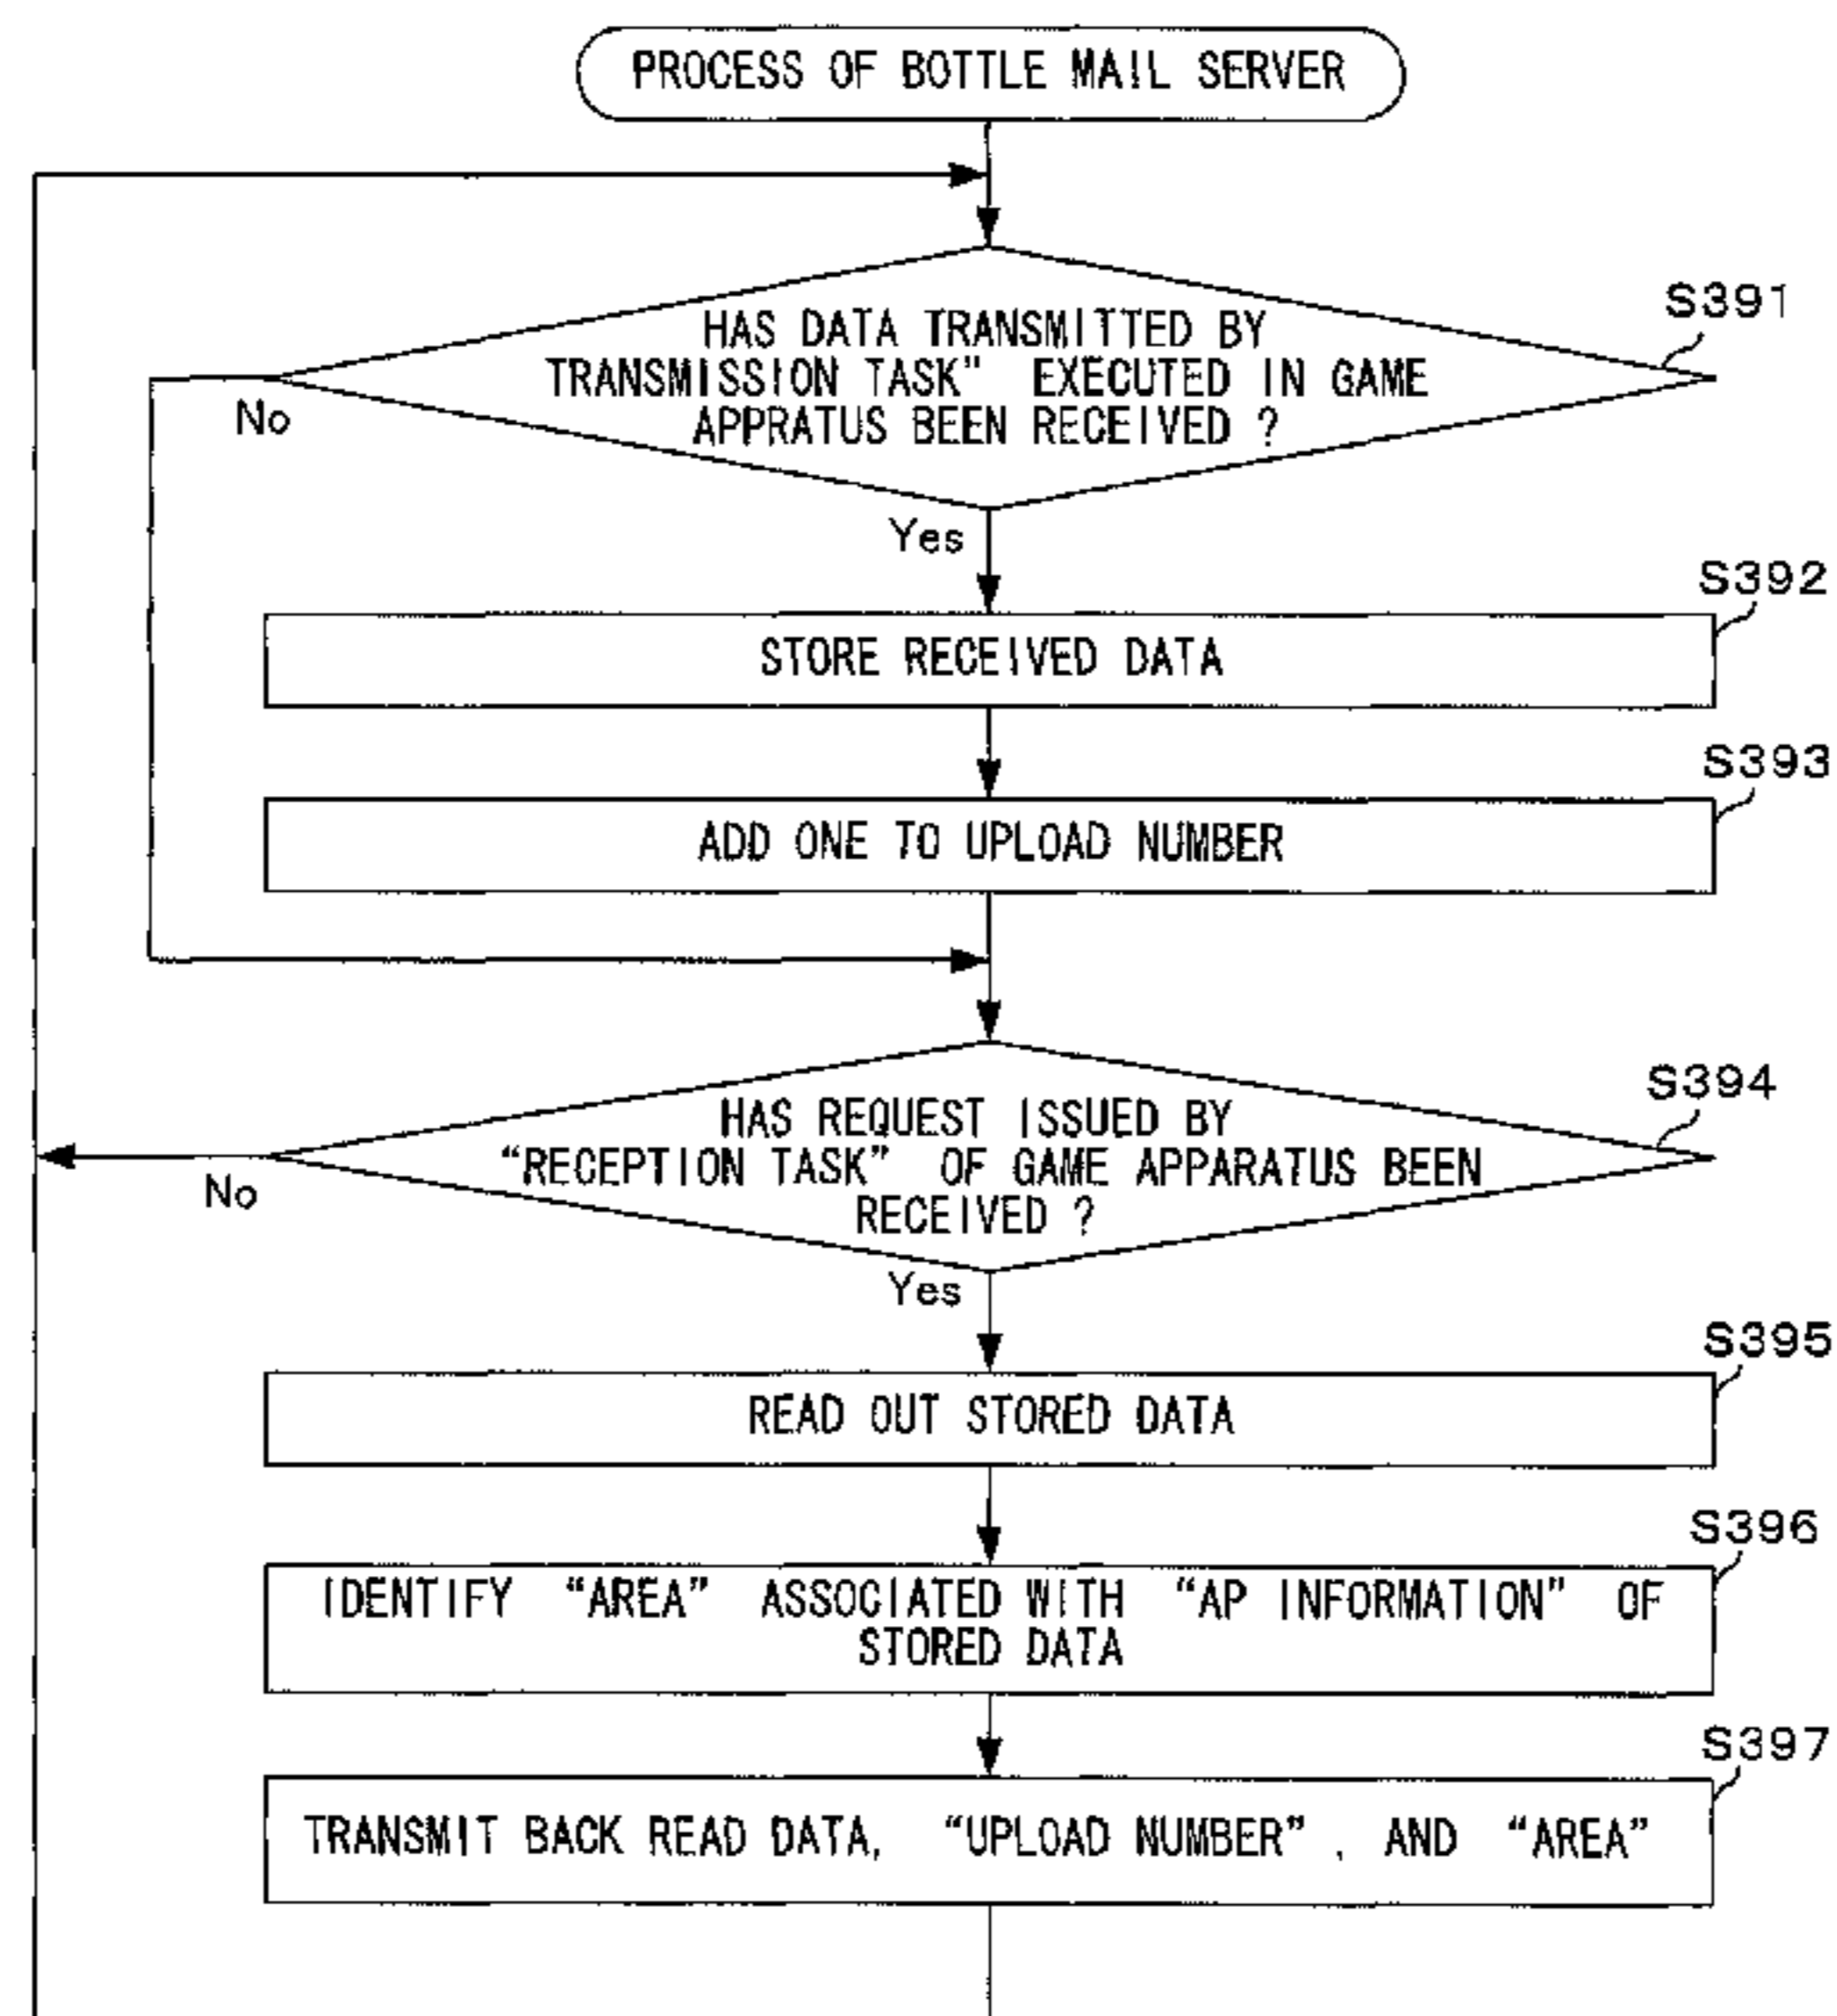 PROCESS OF BOTTLE MAIL SERVER
S391
HAS DATA TRANSMITTED BY
TRANSMISSION TASK" EXECUTED IN GAME
APPRATUS BEEN RECEIVED ?
No
Yes
S392
STORE RECEIVED DATA
S393
ADD ONE TO UPLOAD NUMBER
S394
HAS REQUEST ISSUED BY
“RECEPTION TASK” OF GAME APPARATUS BEEN
RECEIVED ?
No
Yes
S395
READ OUT STORED DATA
S396
IDENTIFY “AREA” ASSOCIATED WITH “AP INFORMATION” OF
STORED DATA
S397
TRANSMIT BACK READ DATA, “UPLOAD NUMBER”, AND “AREA”